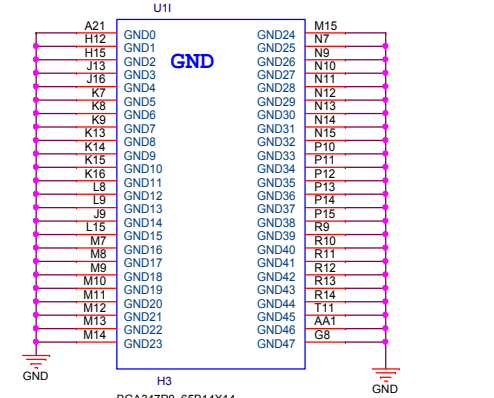 U1I
A21 GND0 GND24 M15
H12 GND1 GND25 N7
H15 GND2 GND GND26 N9
J13 GND3 GND27 N10
J16 GND4 GND28 N11
K7 GND5 GND29 N12
K8 GND6 GND30 N13
K9 GND7 GND31 N14
K13 GND8 GND32 N15
K14 GND9 GND33 P10
K15 GND10 GND34 P11
K16 GND11 GND35 P12
L8 GND12 GND36 P13
L9 GND13 GND37 P14
J9 GND14 GND38 P15
L15 GND15 GND39 R9
M7 GND16 GND40 R10
M8 GND17 GND41 R11
M9 GND18 GND42 R12
M10 GND19 GND43 R13
M11 GND20 GND44 R14
M12 GND21 GND45 T11
M13 GND22 GND46 AA1
M14 GND23 GND47 G8
GND
H3
GND